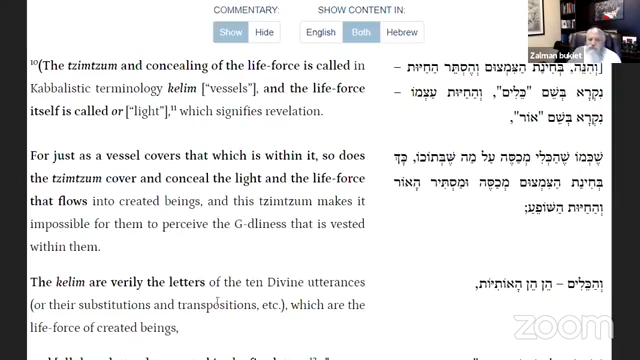 COMMENTARY:
SHOW CONTENT IN:
Show Hide
English Both Hebrew
Zalman bukiet
¹⁰(The tzimtzum and concealing of the life-force is called in
Kabbalistic terminology kelim ["vessels"], and the life-force
itself is called or ["light"],¹¹ which signifies revelation.
[וְהִנֵּה, בְּחִינַת הַצִּמְצוּם וְהֶסְתֵּר הַחַיּוּת –
נִקְרָא בְּשֵׁם "כֵּלִים", וְהַחַיּוּת עַצְמוֹ –
נִקְרָא בְּשֵׁם "אוֹר",
For just as a vessel covers that which is within it, so does
the tzimtzum cover and conceal the light and the life-force
that flows into created beings, and this tzimtzum makes it
impossible for them to perceive the G-dliness that is vested
within them.
שֶׁכְּמוֹ שֶׁהַכְּלִי מְכַסֶּה עַל מַה שֶּׁבְּתוֹכוֹ, כָּךְ
בְּחִינַת הַצִּמְצוּם מְכַסֶּה וּמַסְתִּיר הָאוֹר
וְהַחַיּוּת הַשּׁוֹפֵעַ;
The kelim are verily the letters of the ten Divine utterances
(or their substitutions and transpositions, etc.), which are the
life-force of created beings,
וְהַכֵּלִים – הֵן הֵן הָאוֹתִיּוֹת,
zoom